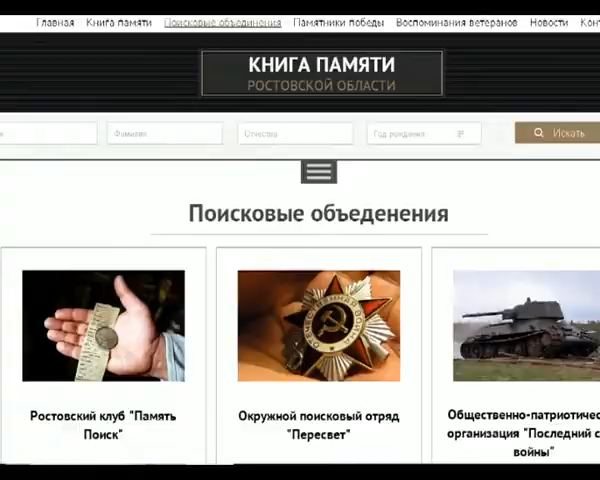 Главная Книга памяти Поисковые объединения Памятники победы Воспоминания ветеранов Новости
КНИГА ПАМЯТИ
РОСТОВСКОЙ ОБЛАСТИ
Фамилия Отчество Год рождения Искать
Поисковые объеденения
Ростовский клуб "Память
Поиск"
Окружной поисковый отряд
"Пересвет"
Общественно-патриотичес
организация "Последний с
войны"